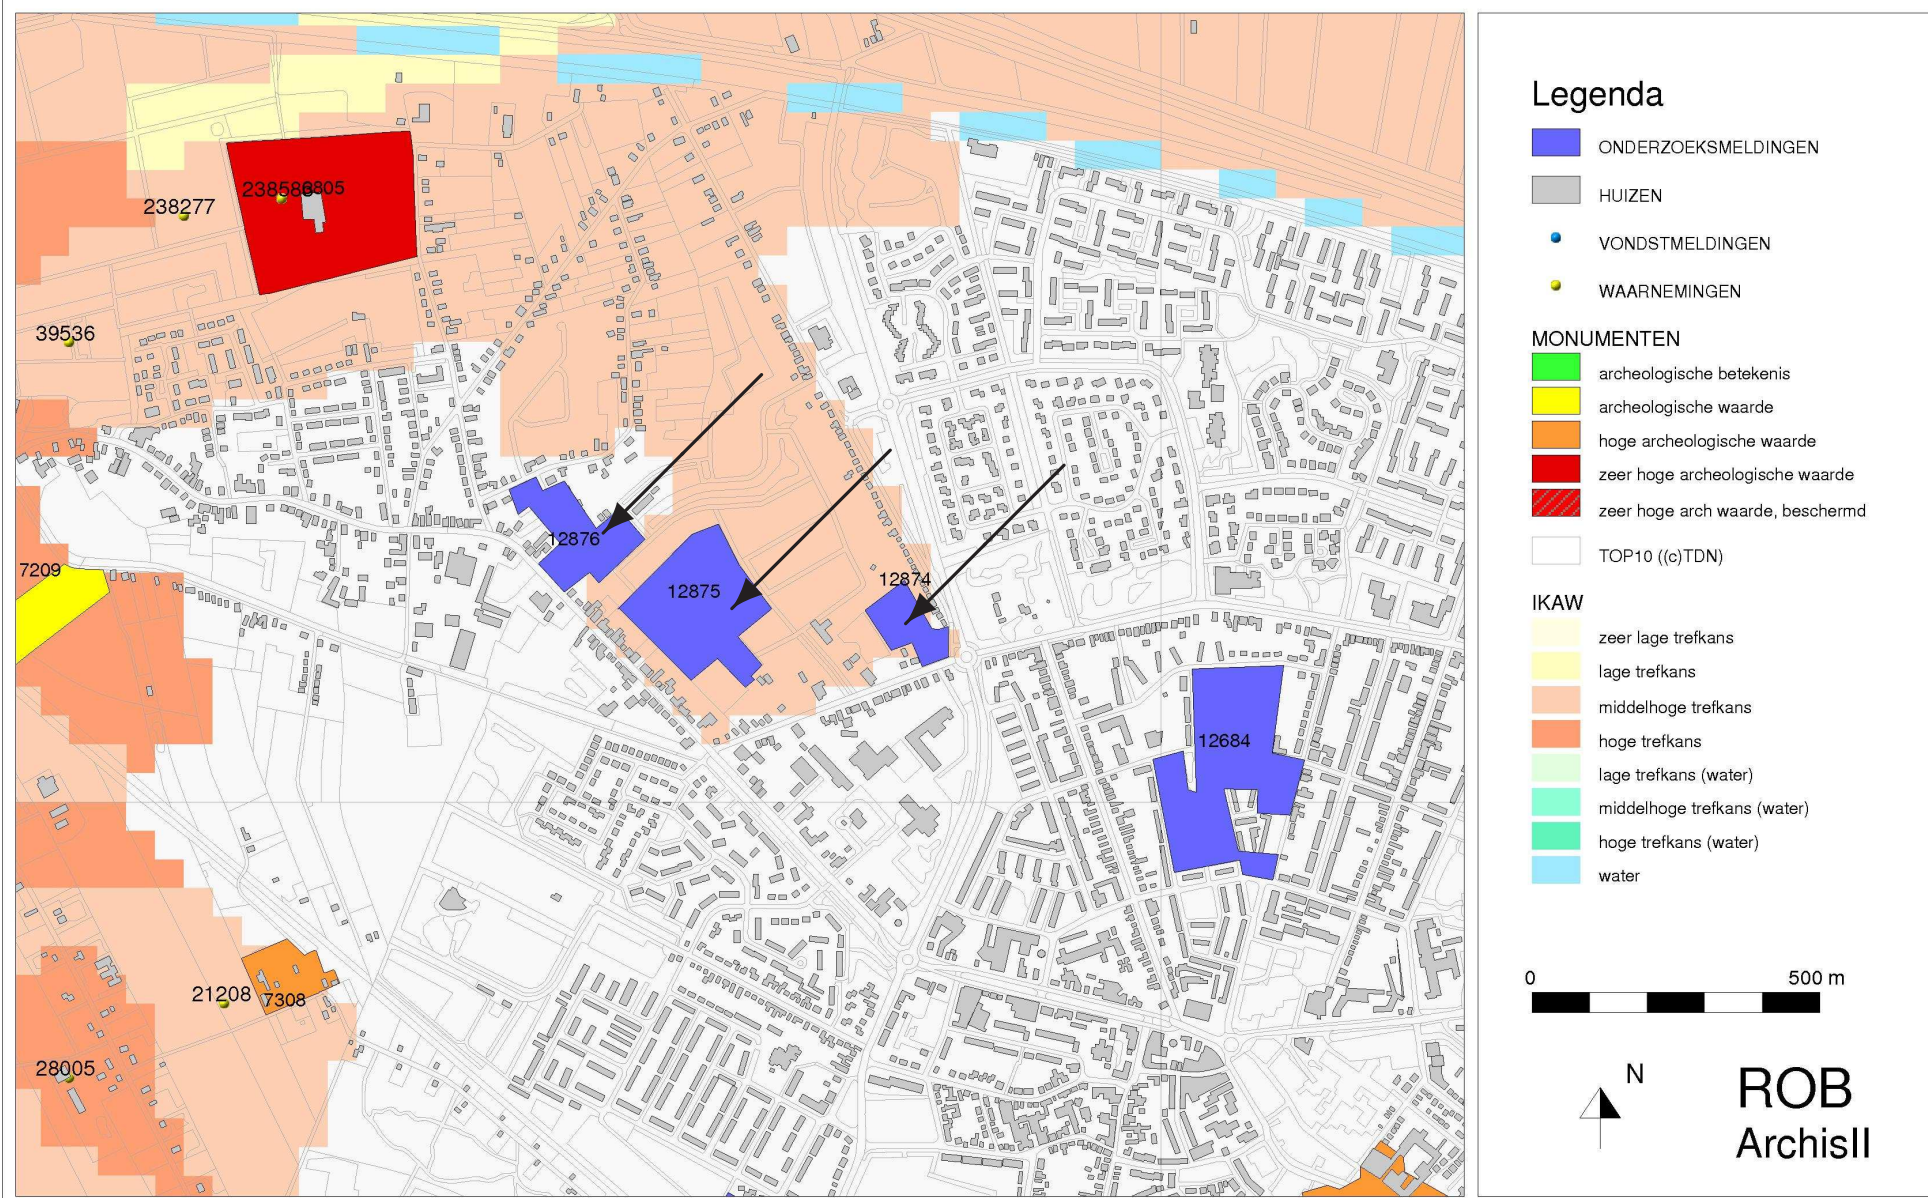 2385836805
238277
39536
12876
7209
12875
12874
12684
21208
7308
28005
Legenda
ONDERZOEKSMELDINGEN
HUIZEN
VONDSTMELDINGEN
WAARNEMINGEN
MONUMENTEN
archeologische betekenis
archeologische waarde
hoge archeologische waarde
zeer hoge archeologische waarde
zeer hoge arch waarde, beschermd
TOP10 ((c)TDN)
IKAW
zeer lage trefkans
lage trefkans
middelhoge trefkans
hoge trefkans
lage trefkans (water)
middelhoge trefkans (water)
hoge trefkans (water)
water
0 500 m
N
ROB
ArchisII